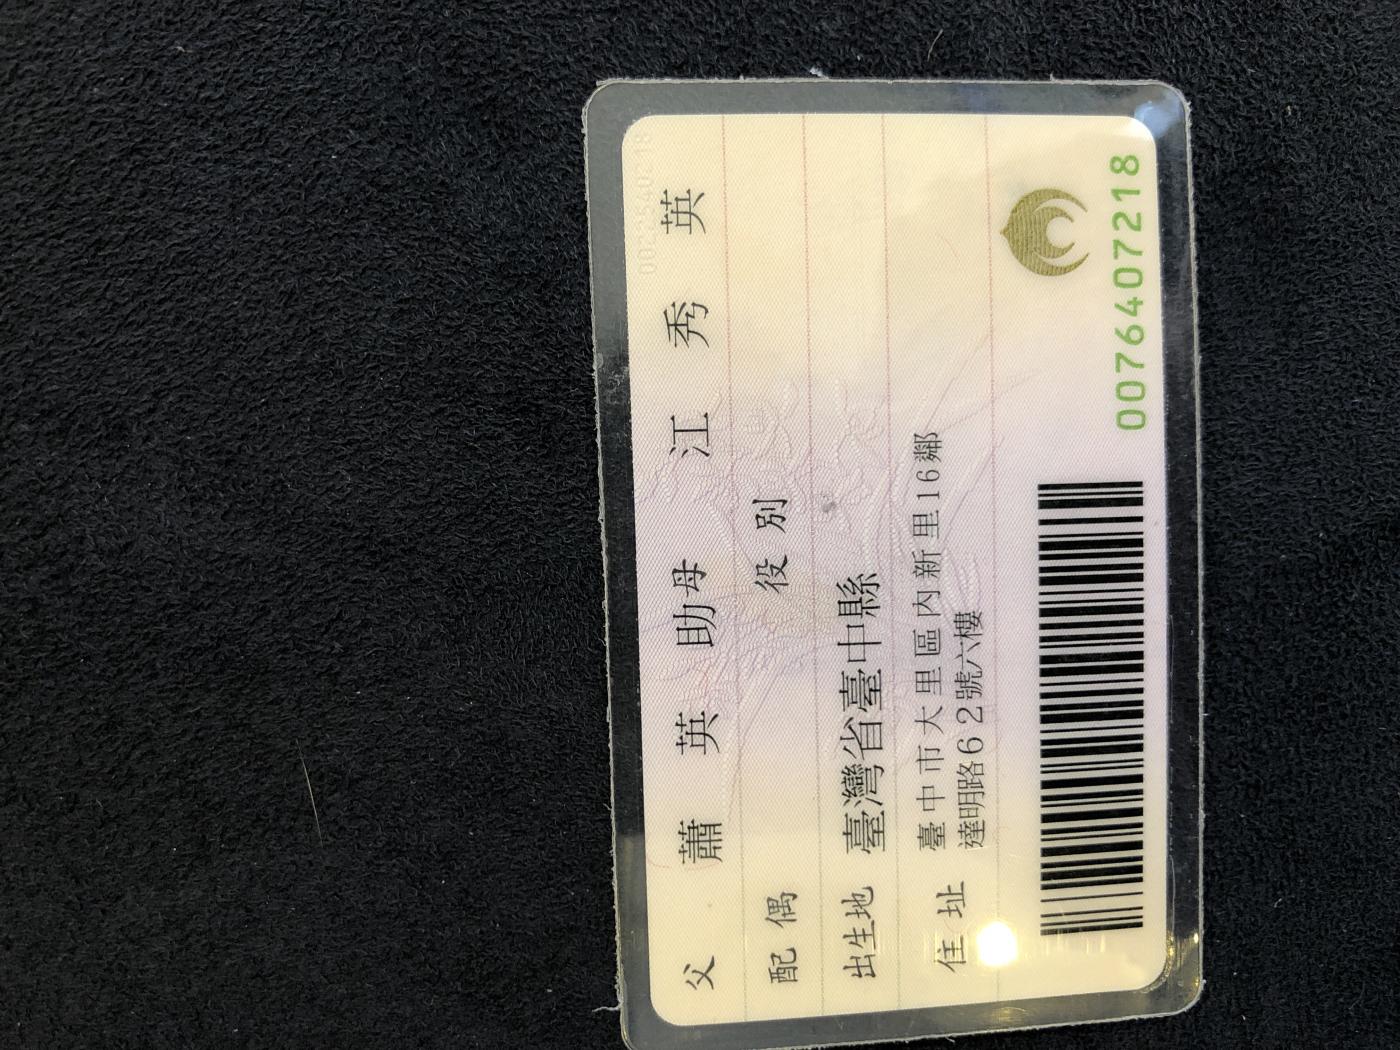 父 蕭 英 助 母 江 秀 英
配 偶 役 別
出生地 臺灣省臺中縣
住 址 臺中市大里區內新里16鄰
達明路62號六樓
0076407218